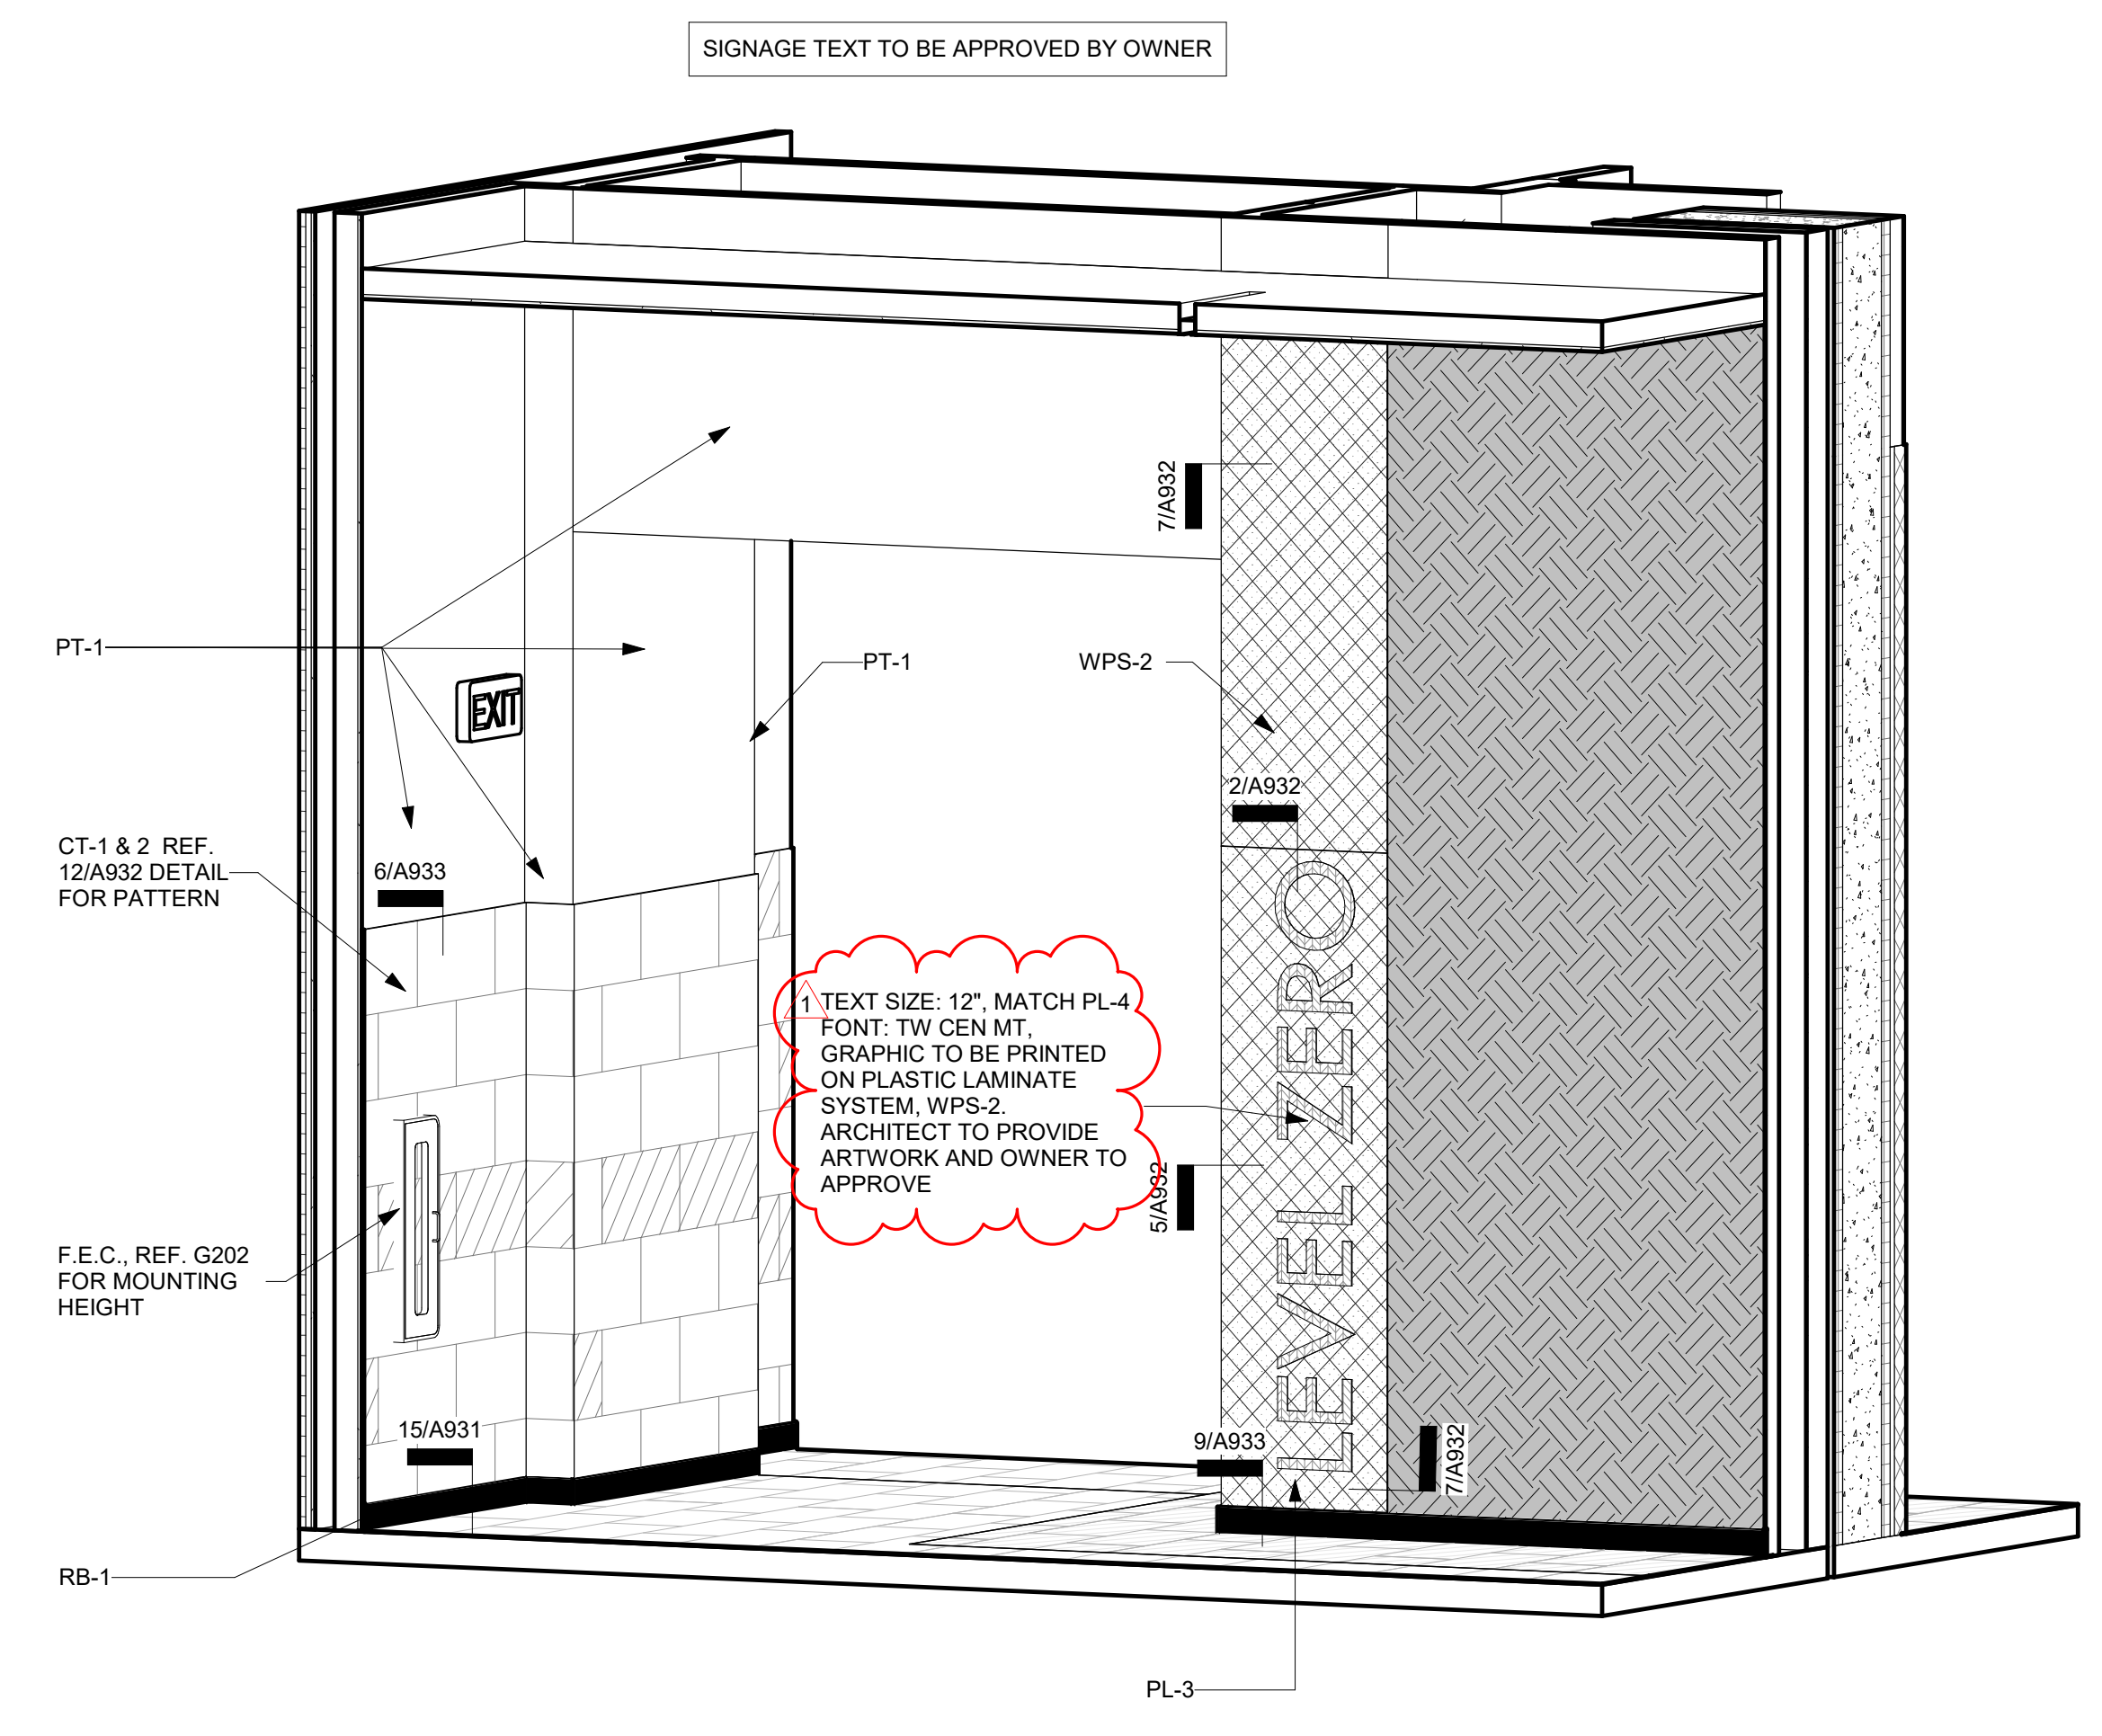 SIGNAGE TEXT TO BE APPROVED BY OWNER
7/A932
PT-1
PT-1
WPS-2
EXIT
2/A932
CT-1 & 2 REF.
12/A932 DETAIL
FOR PATTERN
6/A933
1
TEXT SIZE: 12", MATCH PL-4
FONT: TW CEN MT,
GRAPHIC TO BE PRINTED
ON PLASTIC LAMINATE
SYSTEM, WPS-2.
ARCHITECT TO PROVIDE
ARTWORK AND OWNER TO
APPROVE
LEVEL ZERO
5/A932
F.E.C., REF. G202
FOR MOUNTING
HEIGHT
15/A931
9/A933
7/A932
RB-1
PL-3